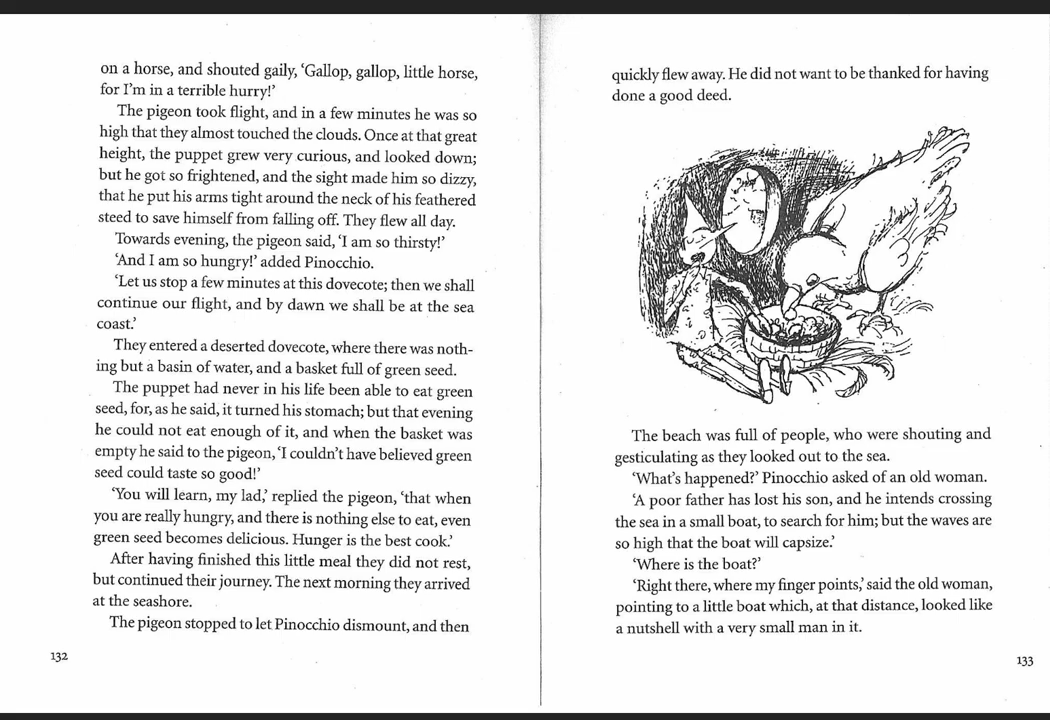 on a horse, and shouted gaily, ‘Gallop, gallop, little horse,
for I’m in a terrible hurry!’
The pigeon took flight, and in a few minutes he was so
high that they almost touched the clouds. Once at that great
height, the puppet grew very curious, and looked down;
but he got so frightened, and the sight made him so dizzy,
that he put his arms tight around the neck of his feathered
steed to save himself from falling off. They flew all day.
Towards evening, the pigeon said, ‘I am so thirsty!’
‘And I am so hungry!’ added Pinocchio.
‘Let us stop a few minutes at this dovecote; then we shall
continue our flight, and by dawn we shall be at the sea
coast.’
They entered a deserted dovecote, where there was noth-
ing but a basin of water, and a basket full of green seed.
The puppet had never in his life been able to eat green
seed, for, as he said, it turned his stomach; but that evening
he could not eat enough of it, and when the basket was
empty he said to the pigeon, ‘I couldn’t have believed green
seed could taste so good!’
‘You will learn, my lad,’ replied the pigeon, ‘that when
you are really hungry, and there is nothing else to eat, even
green seed becomes delicious. Hunger is the best cook.’
After having finished this little meal they did not rest,
but continued their journey. The next morning they arrived
at the seashore.
The pigeon stopped to let Pinocchio dismount, and then
132
quickly flew away. He did not want to be thanked for having
done a good deed.
The beach was full of people, who were shouting and
gesticulating as they looked out to the sea.
‘What’s happened?’ Pinocchio asked of an old woman.
‘A poor father has lost his son, and he intends crossing
the sea in a small boat, to search for him; but the waves are
so high that the boat will capsize.’
‘Where is the boat?’
‘Right there, where my finger points,’ said the old woman,
pointing to a little boat which, at that distance, looked like
a nutshell with a very small man in it.
133